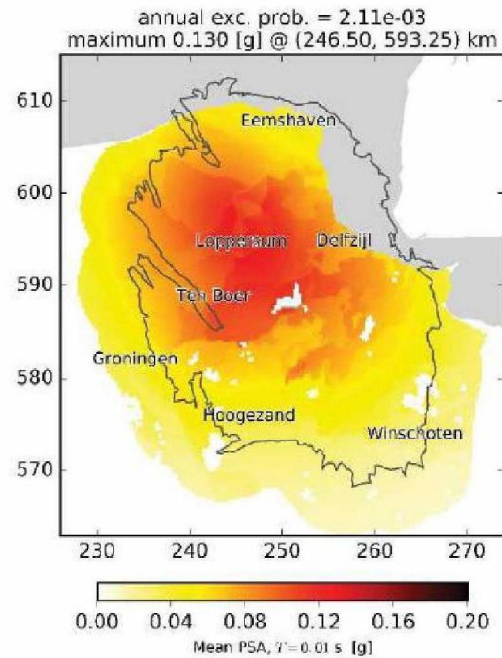 annual exc. prob. = 2.11e-03
maximum 0.130 [g] @ (246.50, 593.25) km
610
Eemshaven
600
Loppersum Delfzijl
590
Ten Boer
Groningen
580
Hoogezand
Winschoten
570
230 240 250 260 270
0.00 0.04 0.08 0.12 0.16 0.20
Mean PSA, T = 0.01 s [g]